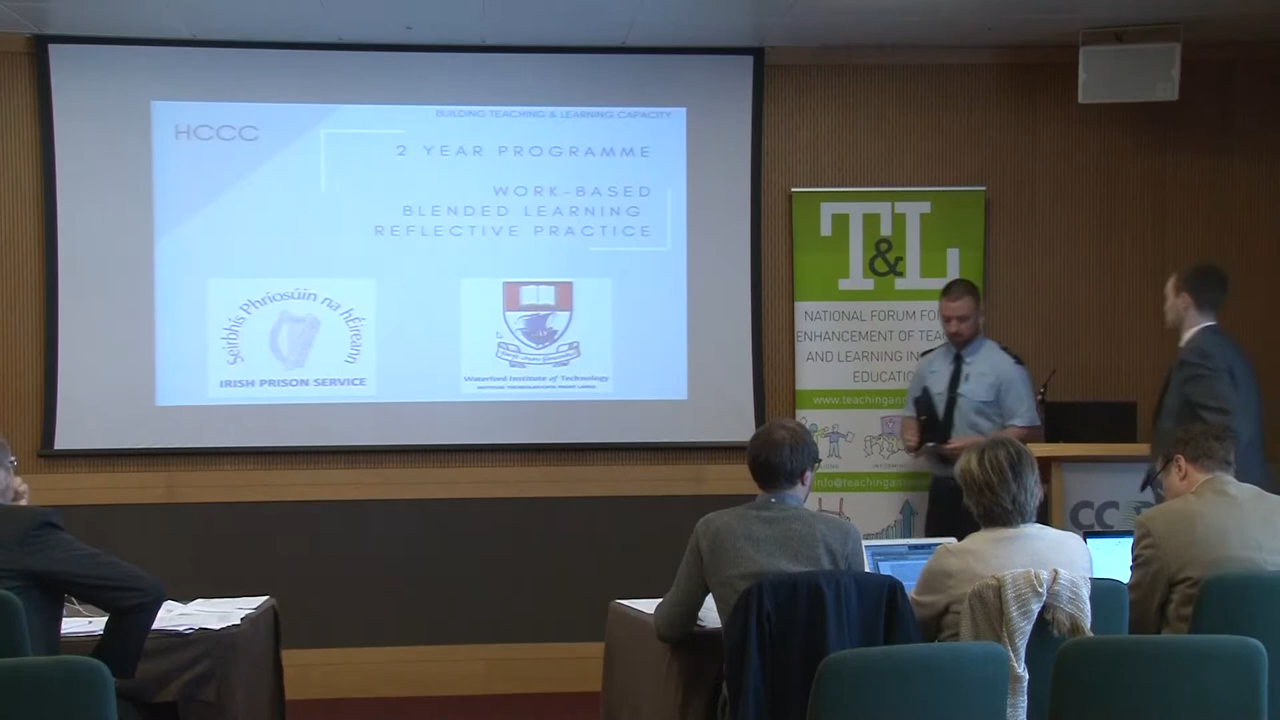 BUILDING TEACHING & LEARNING CAPACITY
HCCC
2 YEAR PROGRAMME
WORK-BASED
BLENDED LEARNING
REFLECTIVE PRACTICE
Seirbhís Phríosúin na hÉireann
IRISH PRISON SERVICE
Waterford Institute of Technology
T&L
NATIONAL FORUM FO
ENHANCEMENT OF TEA
AND LEARNING IN
EDUCATIO
www.teachingan
info@teachingan
CC